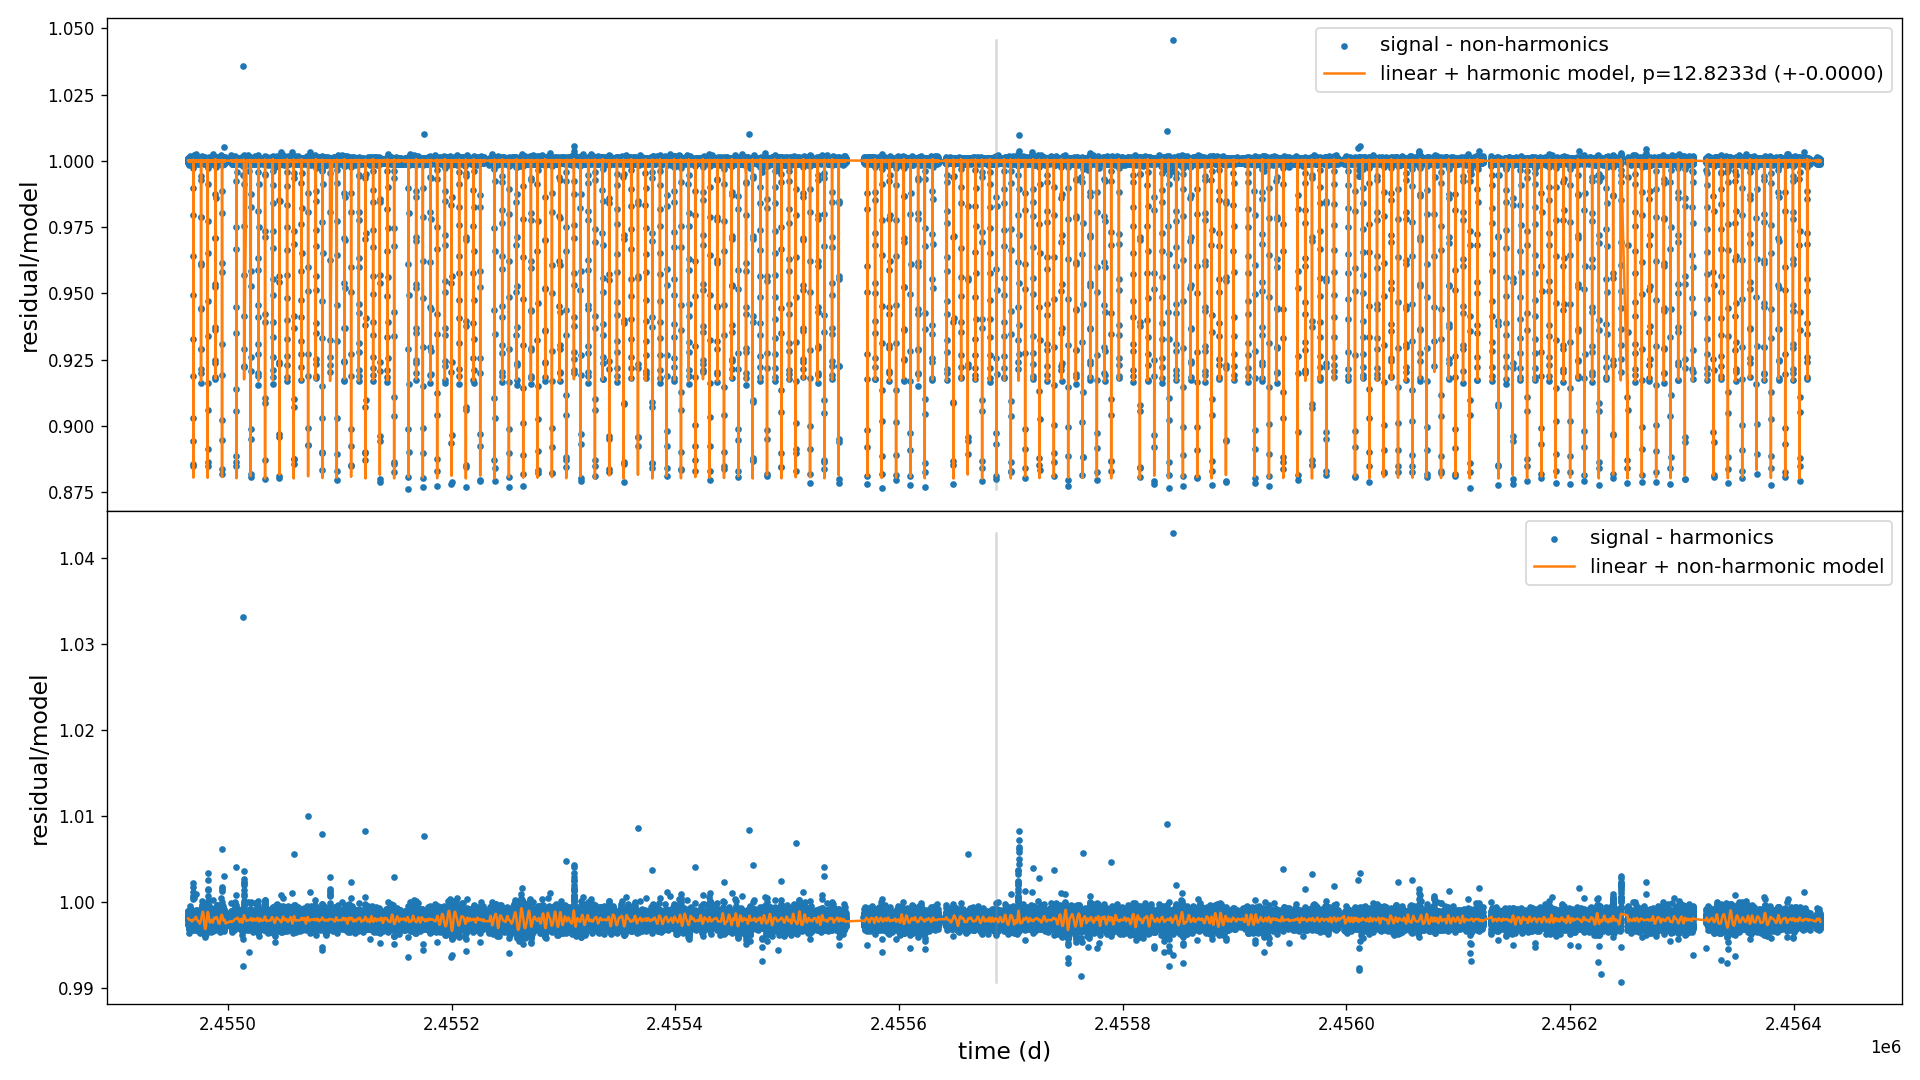 1.050
1.025
1.000
0.975
0.950
0.925
0.900
0.875
residual/model
signal - non-harmonics
linear + harmonic model, p=12.8233d (+-0.0000)
1.04
1.03
1.02
1.01
1.00
0.99
residual/model
signal - harmonics
linear + non-harmonic model
2.4550
2.4552
2.4554
2.4556
2.4558
2.4560
2.4562
2.4564
time (d)
1e6